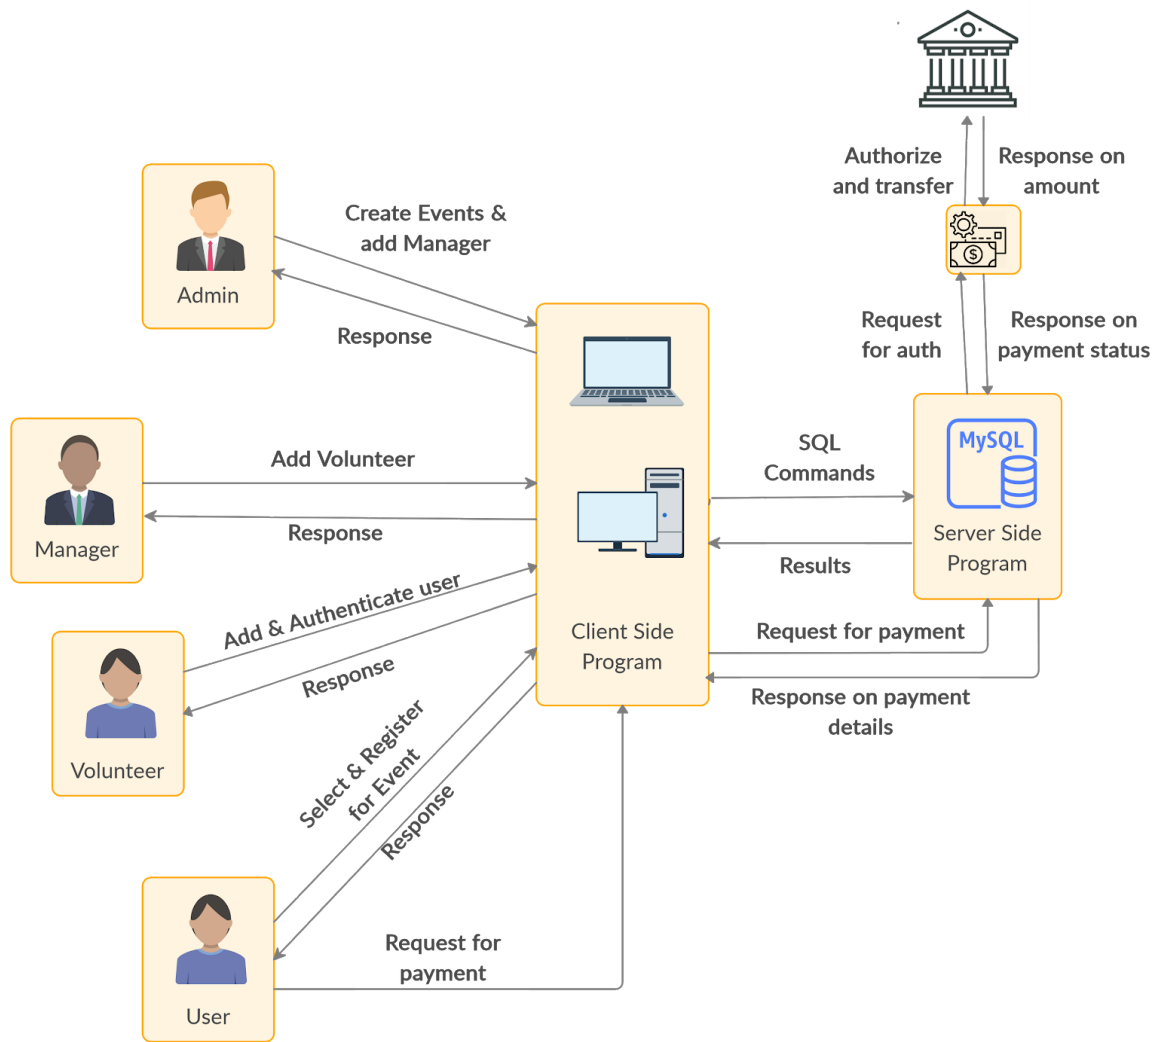 Authorize
and transfer
Response on
amount
Create Events &
add Manager
Admin
Response
Request
for auth
Response on
payment status
Add Volunteer
Response
Manager
SQL
Commands
MySQL
Server Side
Program
Results
Add & Authenticate user
Response
Client Side
Program
Request for payment
Response on payment
details
Volunteer
Select & Register
for Event
Response
Request for
payment
User